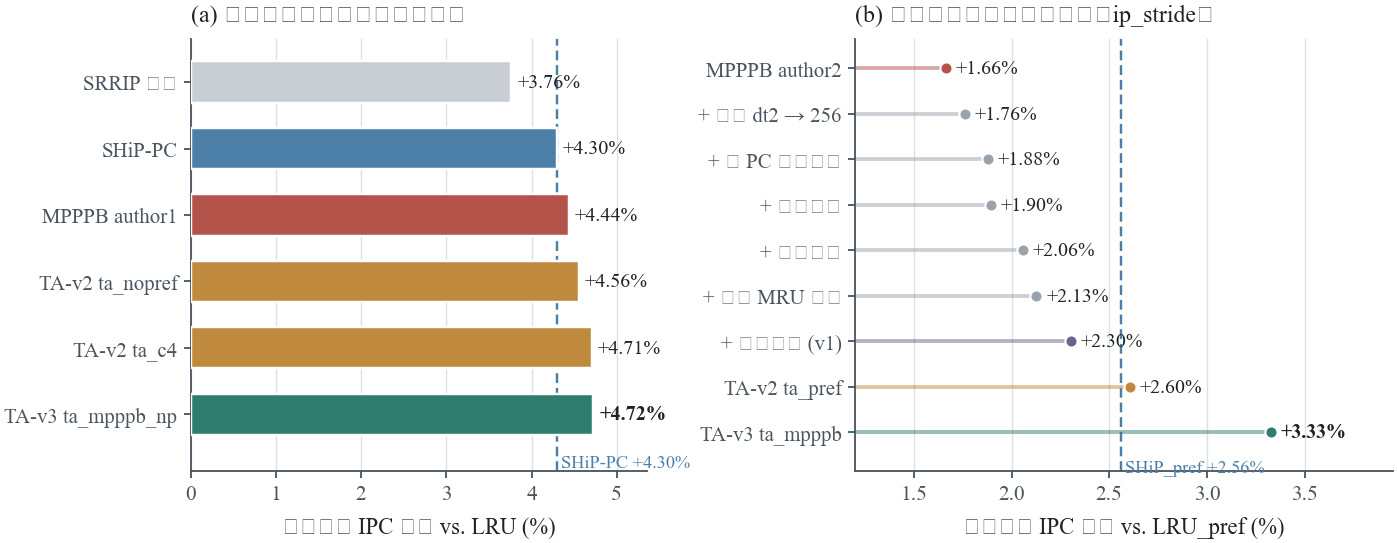 (a)
SRRIP
+3.76%
SHiP-PC
+4.30%
MPPPB author1
+4.44%
TA-v2 ta_nopref
+4.56%
TA-v2 ta_c4
+4.71%
TA-v3 ta_mpppb_np
+4.72%
SHiP-PC +4.30%
0 1 2 3 4 5
IPC vs. LRU (%)
(b) ip_stride
MPPPB author2
+1.66%
+ dt2 → 256
+1.76%
+ PC
+1.88%
+
+1.90%
+
+2.06%
+ MRU
+2.13%
+ (v1)
+2.30%
TA-v2 ta_pref
+2.60%
TA-v3 ta_mpppb
+3.33%
SHiP_pref +2.56%
1.5 2.0 2.5 3.0 3.5
IPC vs. LRU_pref (%)